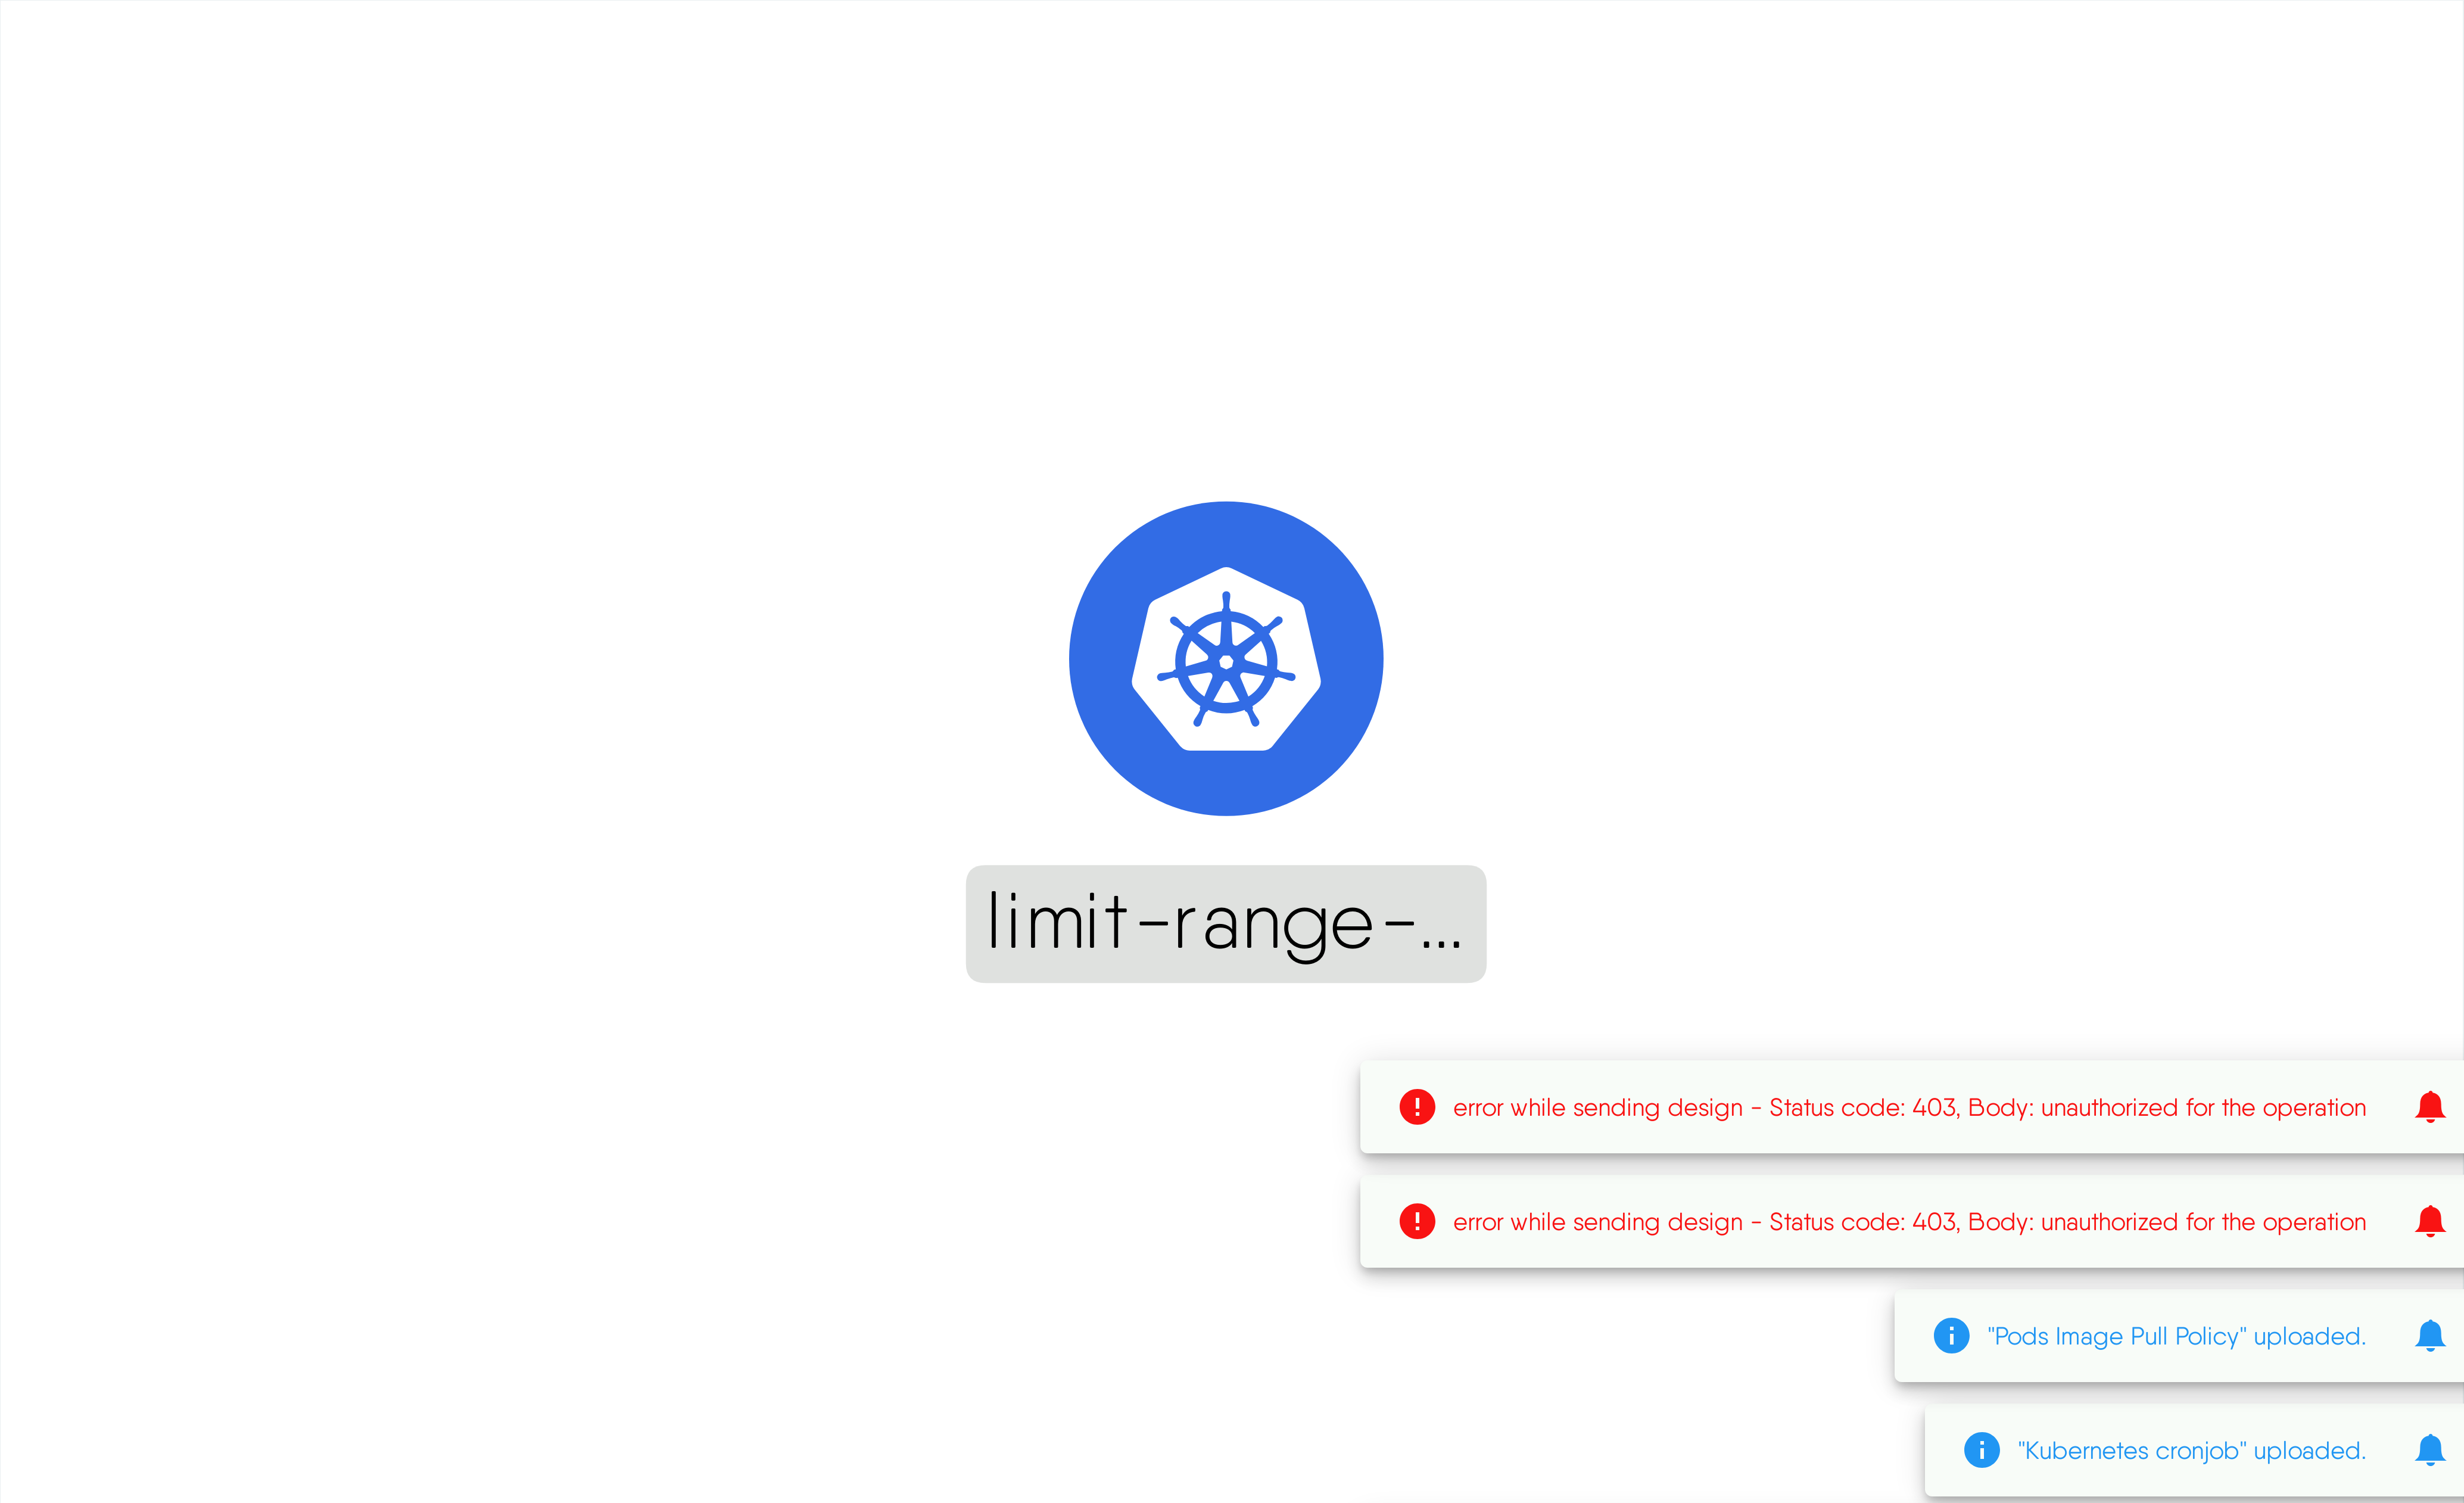 limit-range-...
error while sending design - Status code: 403, Body: unauthorized for the operation
error while sending design - Status code: 403, Body: unauthorized for the operation
"Pods Image Pull Policy" uploaded.
"Kubernetes cronjob" uploaded.